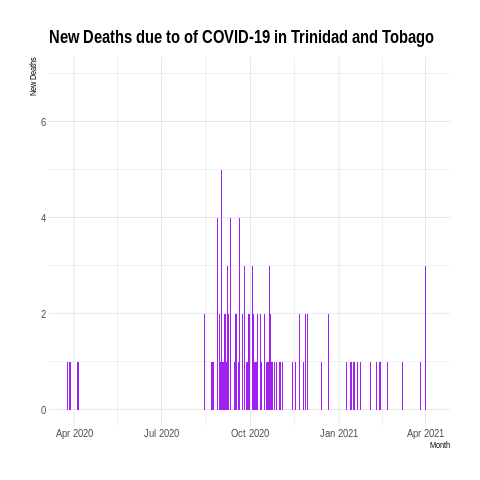 New Deaths due to of COVID-19 in Trinidad and Tobago
New Deaths
6
4
2
0
Apr 2020 Jul 2020 Oct 2020 Jan 2021 Apr 2021
Month